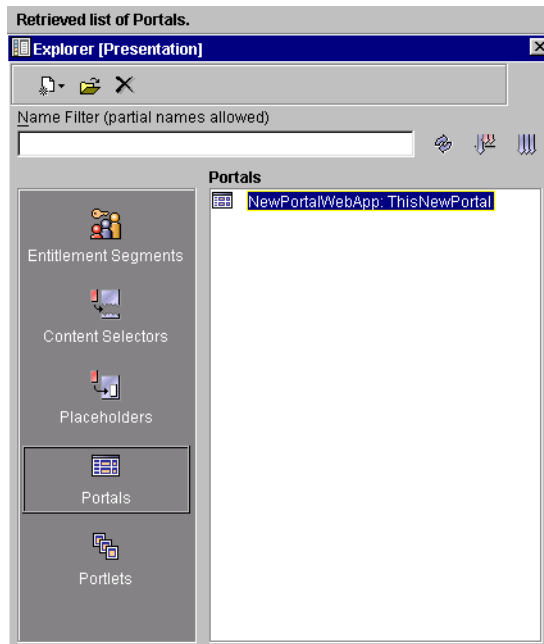 Retrieved list of Portals.
Explorer [Presentation]
Name Filter (partial names allowed)
Portals
NewPortalWebApp: ThisNewPortal
Entitlement Segments
Content Selectors
Placeholders
Portals
Portlets